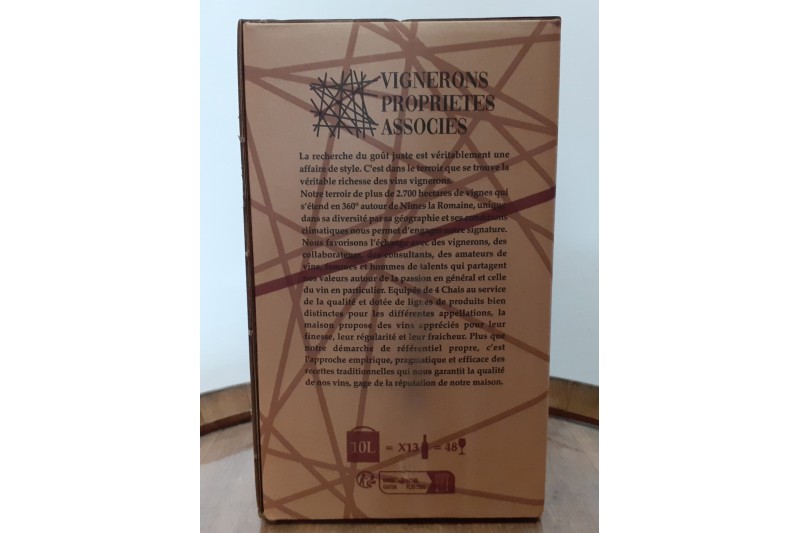 VIGNERONS
PROPRIETES
ASSOCIES
La recherche du goût juste est véritablement une
affaire de style. C'est dans le terroir que se trouve la
véritable richesse des vins vignerons.
Notre terroir de plus de 2.700 hectares de vignes qui
s'étend en 360° autour de Nîmes la Romaine, unique
dans sa diversité par sa géographie et ses conditions
climatiques nous permet d'engager notre signature.
Nous favorisons l'échange avec des vignerons, des
collaborateurs, des consultants, des amateurs de
vins, femmes et hommes de talents qui partagent
nos valeurs autour de la passion en général et celle
du vin en particulier. Equipés de 4 Chais au service
de la qualité et dotée de lignes de produits bien
distinctes pour les différentes appellations, la
maison propose des vins appréciés pour leur
finesse, leur régularité et leur fraicheur. Plus que
notre démarche de référentiel propre, c'est
l'approche empirique, pragmatique et efficace des
recettes traditionnelles qui nous garantit la qualité
de nos vins, gage de la réputation de notre maison.
10L = X13 = 48